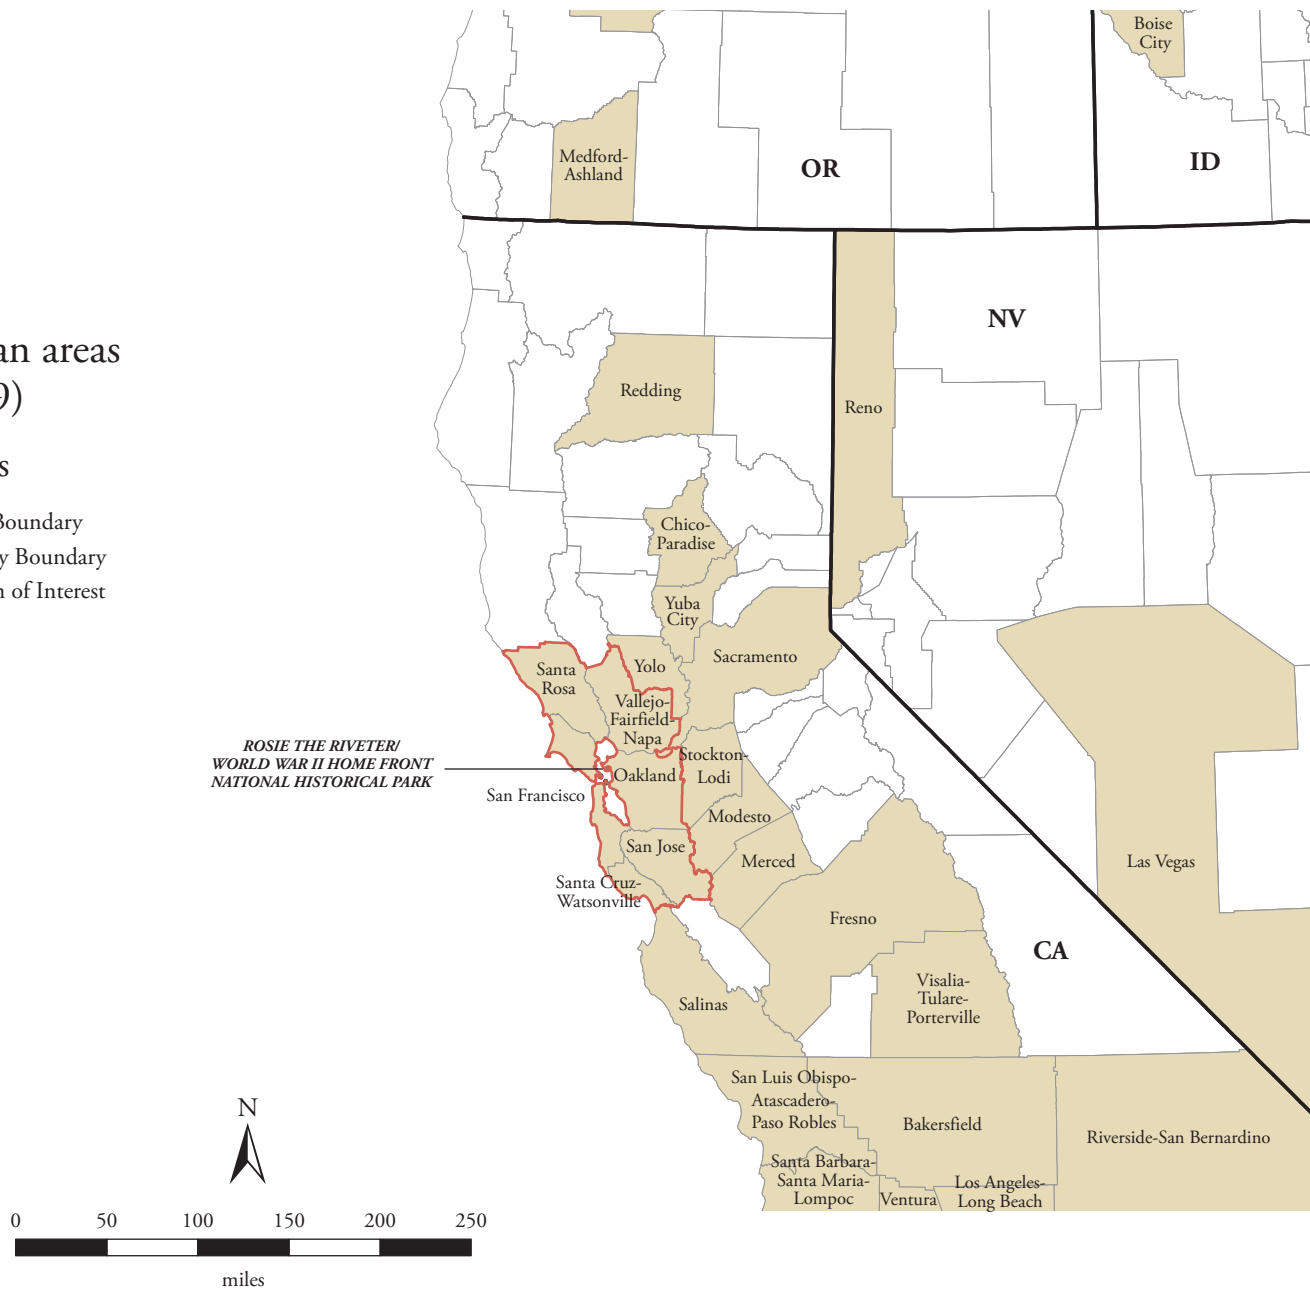 an areas
9)
s
Boundary
y Boundary
n of Interest
Boise
City
Medford-
Ashland
OR
ID
NV
Redding
Reno
Chico-
Paradise
Yuba
City
Sacramento
Santa
Rosa
Yolo
Vallejo-
Fairfield-
Napa
ROSIE THE RIVETER/
WORLD WAR II HOME FRONT
NATIONAL HISTORICAL PARK
Stockton-
Lodi
Oakland
San Francisco
Modesto
San Jose
Merced
Las Vegas
Santa Cruz-
Watsonville
Fresno
CA
Visalia-
Tulare-
Porterville
Salinas
San Luis Obispo-
Atascadero-
Paso Robles
Bakersfield
Riverside-San Bernardino
Santa Barbara-
Santa Maria-
Lompoc
Ventura
Los Angeles-
Long Beach
N
0 50 100 150 200 250
miles